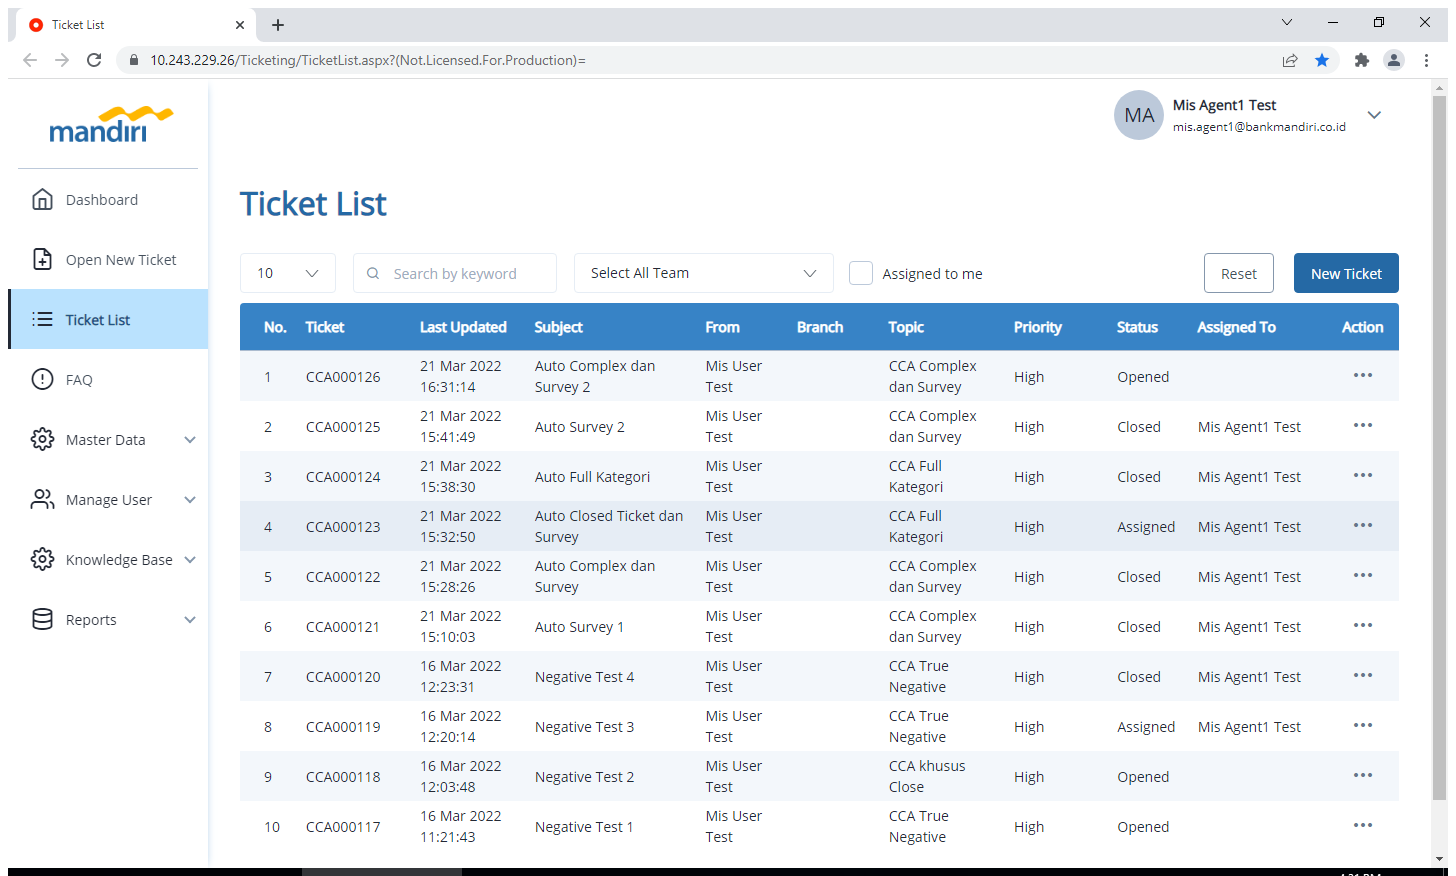 Ticket List
10.243.229.26/Ticketing/TicketList.aspx?(Not.Licensed.For.Production)=
mandiri
MA
Mis Agent1 Test
mis.agent1@bankmandiri.co.id
Dashboard
Open New Ticket
Ticket List
FAQ
Master Data
Manage User
Knowledge Base
Reports
Ticket List
10 Search by keyword Select All Team Assigned to me Reset New Ticket
No. Ticket Last Updated Subject From Branch Topic Priority Status Assigned To Action
21 Mar 2022 Auto Complex dan Mis User CCA Complex
1 CCA000126 High Opened
16:31:14 Survey 2 Test dan Survey
21 Mar 2022 Mis User CCA Complex
2 CCA000125 Auto Survey 2 High Closed Mis Agent1 Test
15:41:49 Test dan Survey
21 Mar 2022 Mis User CCA Full
3 CCA000124 Auto Full Kategori High Closed Mis Agent1 Test
15:38:30 Test Kategori
21 Mar 2022 Auto Closed Ticket dan Mis User CCA Full
4 CCA000123 High Assigned Mis Agent1 Test
15:32:50 Survey Test Kategori
21 Mar 2022 Auto Complex dan Mis User CCA Complex
5 CCA000122 High Closed Mis Agent1 Test
15:28:26 Survey Test dan Survey
21 Mar 2022 Mis User CCA Complex
6 CCA000121 Auto Survey 1 High Closed Mis Agent1 Test
15:10:03 Test dan Survey
16 Mar 2022 Mis User CCA True
7 CCA000120 Negative Test 4 High Closed Mis Agent1 Test
12:23:31 Test Negative
16 Mar 2022 Mis User CCA True
8 CCA000119 Negative Test 3 High Assigned Mis Agent1 Test
12:20:14 Test Negative
16 Mar 2022 Mis User CCA khusus
9 CCA000118 Negative Test 2 High Opened
12:03:48 Test Close
16 Mar 2022 Mis User CCA True
10 CCA000117 Negative Test 1 High Opened
11:21:43 Test Negative